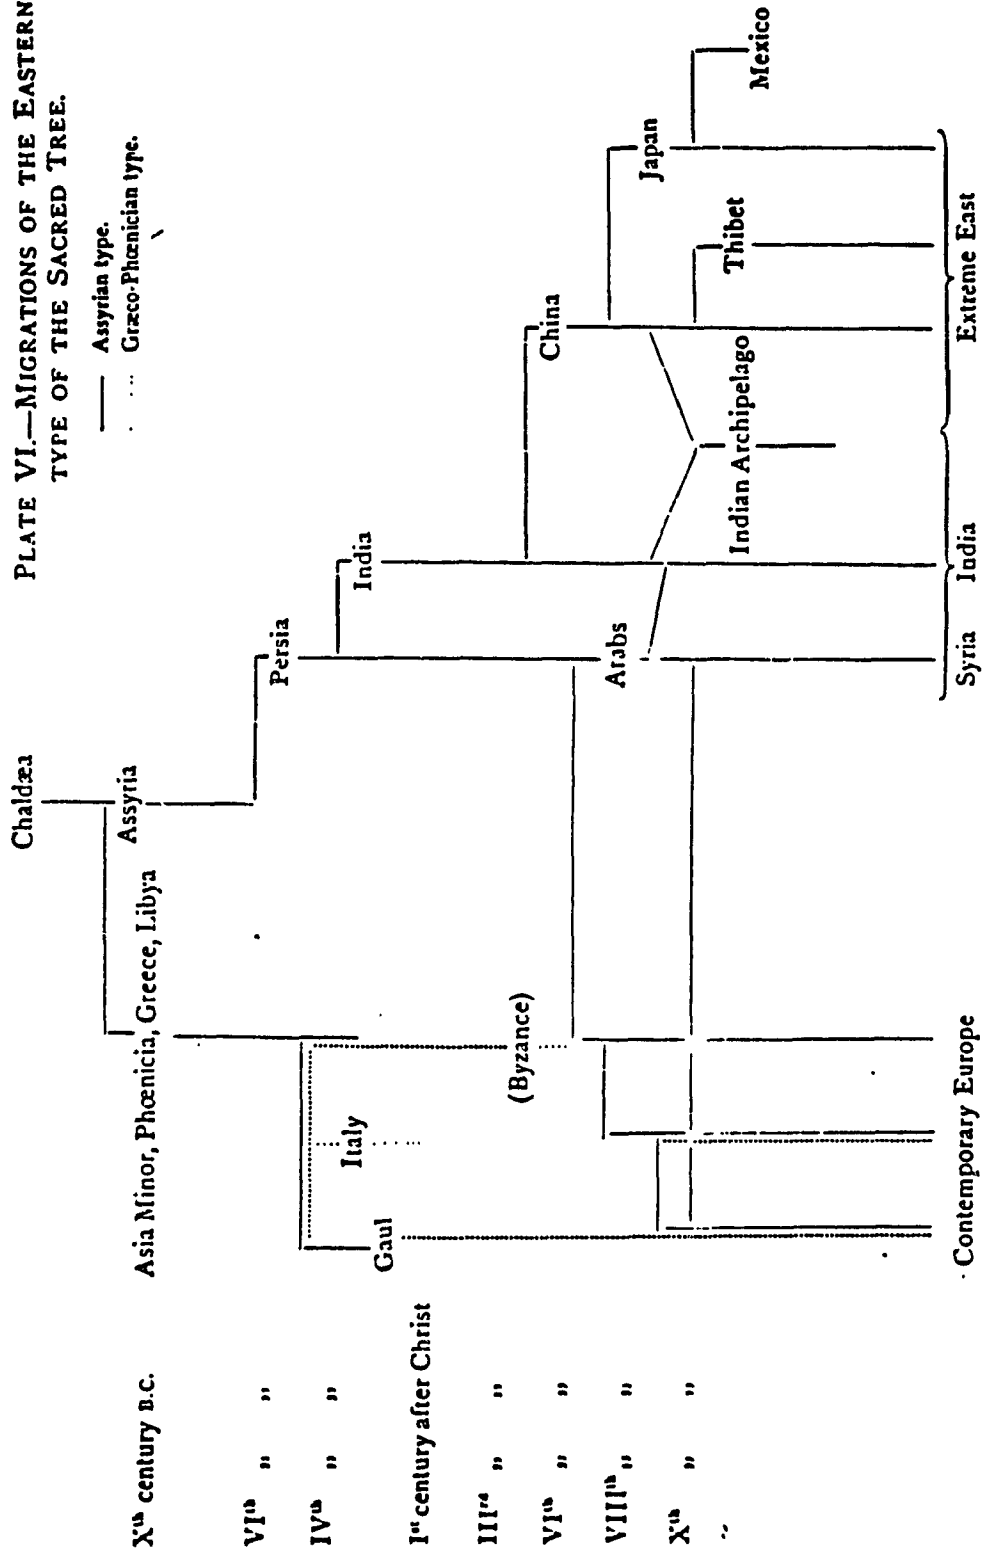 PLATE VI.—MIGRATIONS OF THE EASTERN
TYPE OF THE SACRED TREE.
Assyrian type.
Græco-Phœnician type.
Chaldæa
Xth century B.C.
Asia Minor, Phœnicia, Greece, Libya
Assyria
VIth „ „
Persia
IVth „ „
Italy
India
Gaul
Ist century after Christ
IIIrd „ „
(Byzance)
VIth „ „
China
VIIIth „ „
Arabs
Japan
Xth „ „
Indian Archipelago
Thibet
Mexico
Contemporary Europe
Syria
India
Extreme East